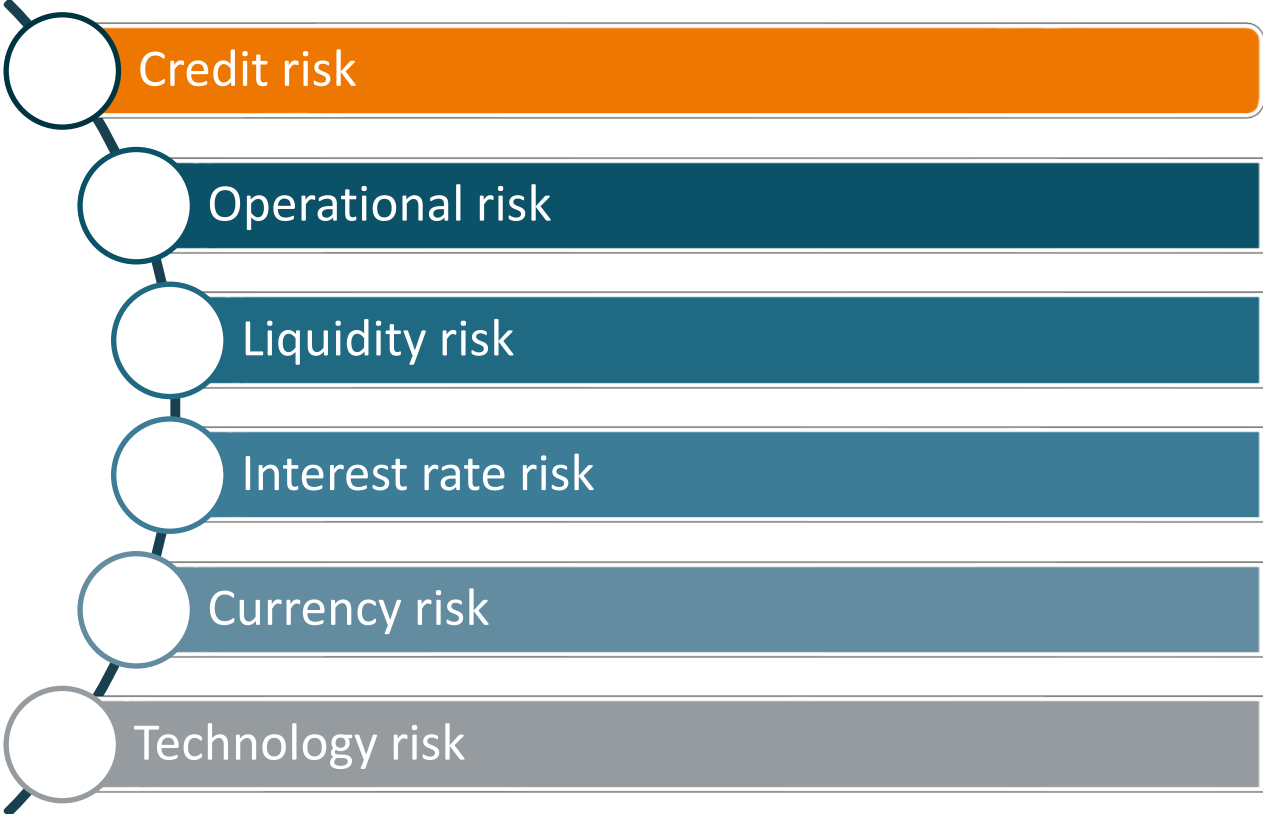 Credit risk
Operational risk
Liquidity risk
Interest rate risk
Currency risk
Technology risk